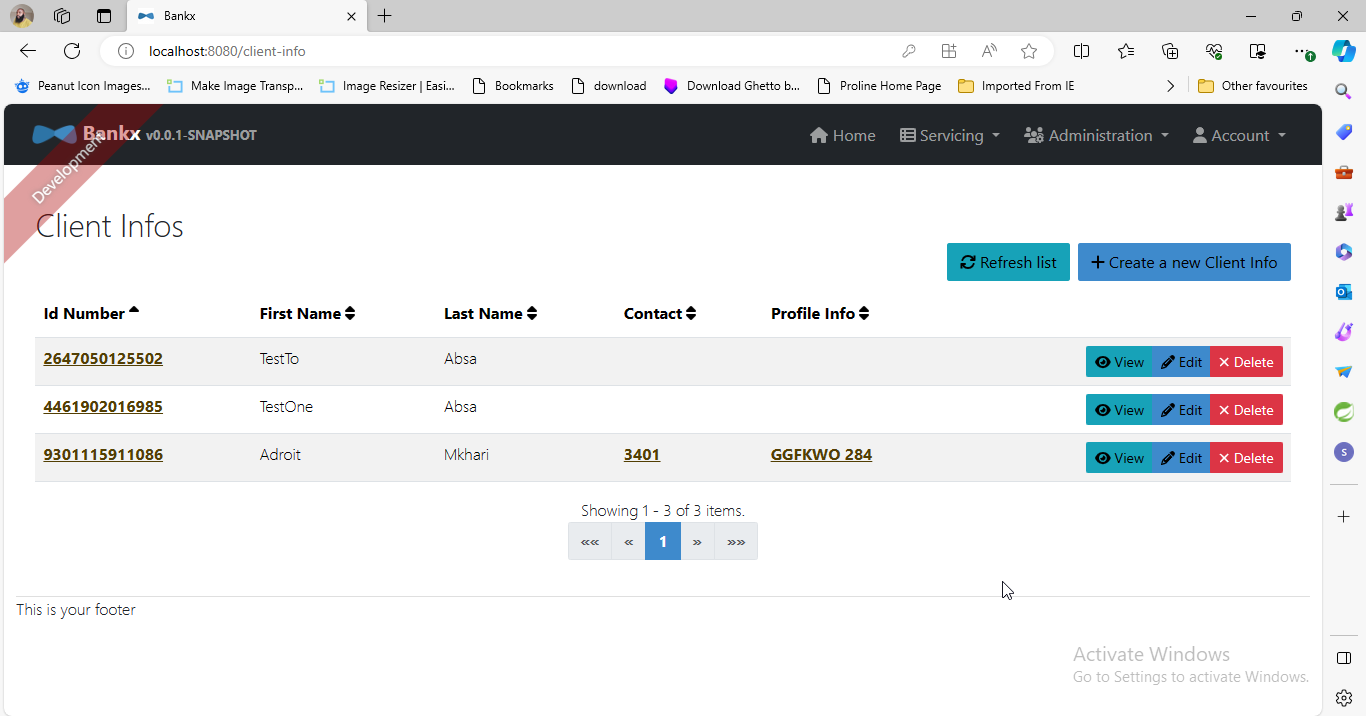 Bankx
localhost:8080/client-info
Peanut Icon Images... Make Image Transp... Image Resizer | Easi... Bookmarks download Download Ghetto b... Proline Home Page Imported From IE Other favourites
Bankx v0.0.1-SNAPSHOT Home Servicing Administration Account
Development
Client Infos
Refresh list + Create a new Client Info
Id Number First Name Last Name Contact Profile Info
2647050125502 TestTo Absa View Edit × Delete
4461902016985 TestOne Absa View Edit × Delete
9301115911086 Adroit Mkhari 3401 GGFKWO 284 View Edit × Delete
Showing 1 - 3 of 3 items.
«« « 1 » »»
This is your footer
Activate Windows
Go to Settings to activate Windows.
S